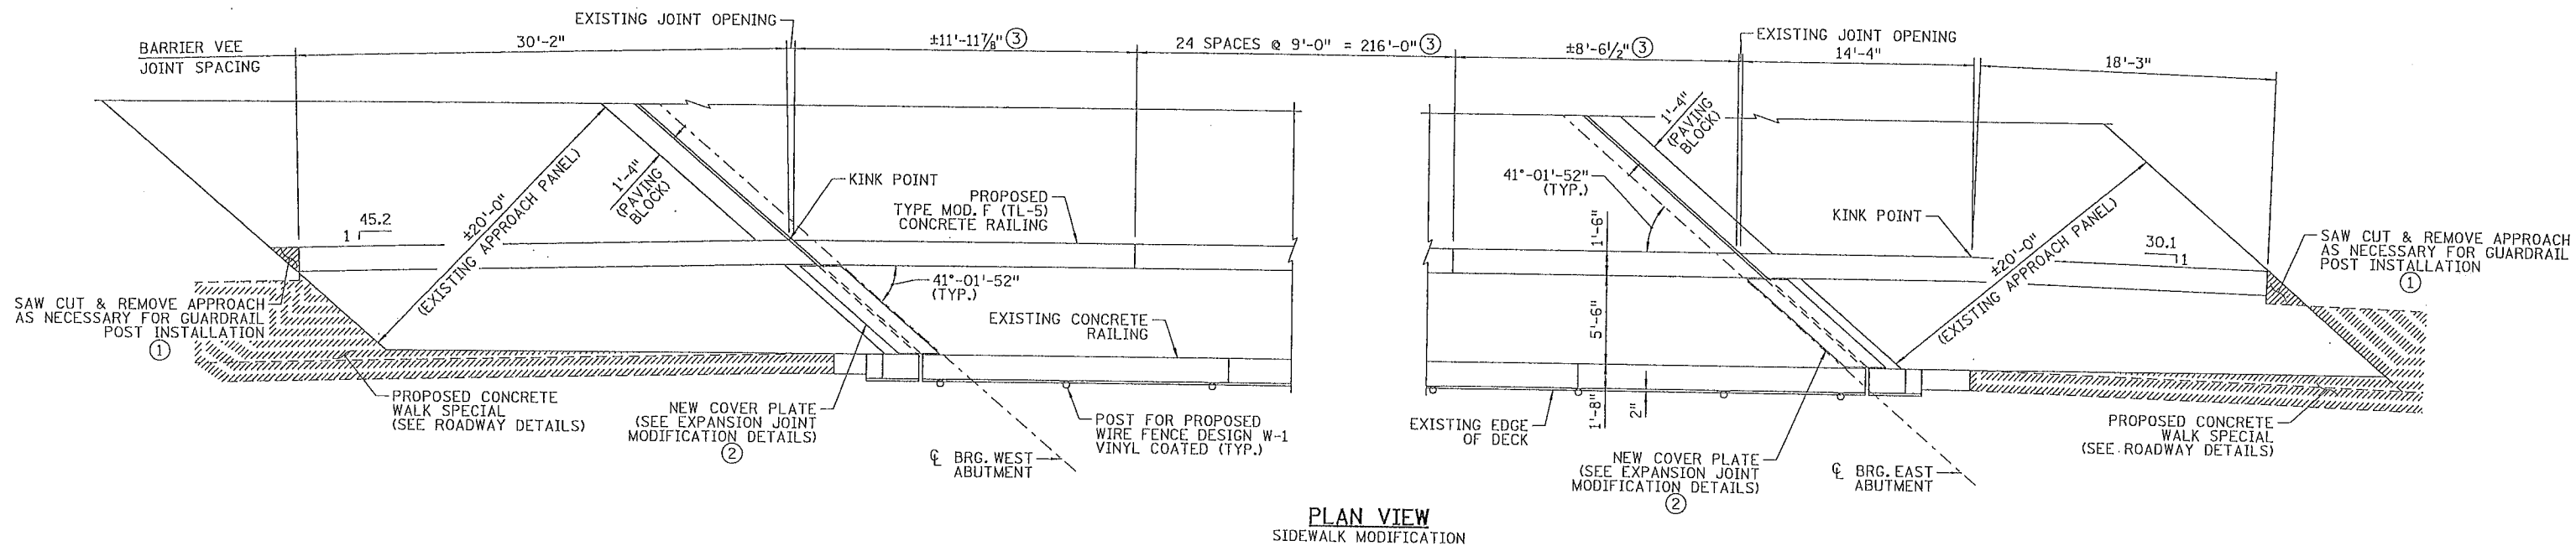 EXISTING JOINT OPENING
BARRIER VEE
JOINT SPACING
30'-2"
±11'-11⅞" ③
24 SPACES @ 9'-0" = 216'-0" ③
±8'-6½" ③
EXISTING JOINT OPENING
14'-4"
18'-3"
1'-4"
(PAVING
BLOCK)
±20'-0"
(EXISTING APPROACH PANEL)
45.2
1
KINK POINT
PROPOSED
TYPE MOD. F (TL-5)
CONCRETE RAILING
41°-01'-52"
(TYP.)
EXISTING CONCRETE
RAILING
SAW CUT & REMOVE APPROACH
AS NECESSARY FOR GUARDRAIL
POST INSTALLATION
①
PROPOSED CONCRETE
WALK SPECIAL
(SEE ROADWAY DETAILS)
NEW COVER PLATE
(SEE EXPANSION JOINT
MODIFICATION DETAILS)
②
℄ BRG. WEST
ABUTMENT
POST FOR PROPOSED
WIRE FENCE DESIGN W-1
VINYL COATED (TYP.)
1'-4"
(PAVING
BLOCK)
41°-01'-52"
(TYP.)
1'-6"
5'-6"
1'-8"
2"
KINK POINT
±20'-0"
(EXISTING APPROACH PANEL)
30.1
1
SAW CUT & REMOVE APPROACH
AS NECESSARY FOR GUARDRAIL
POST INSTALLATION
①
EXISTING EDGE
OF DECK
NEW COVER PLATE
(SEE EXPANSION JOINT
MODIFICATION DETAILS)
②
℄ BRG. EAST
ABUTMENT
PROPOSED CONCRETE
WALK SPECIAL
(SEE ROADWAY DETAILS)
PLAN VIEW
SIDEWALK MODIFICATION